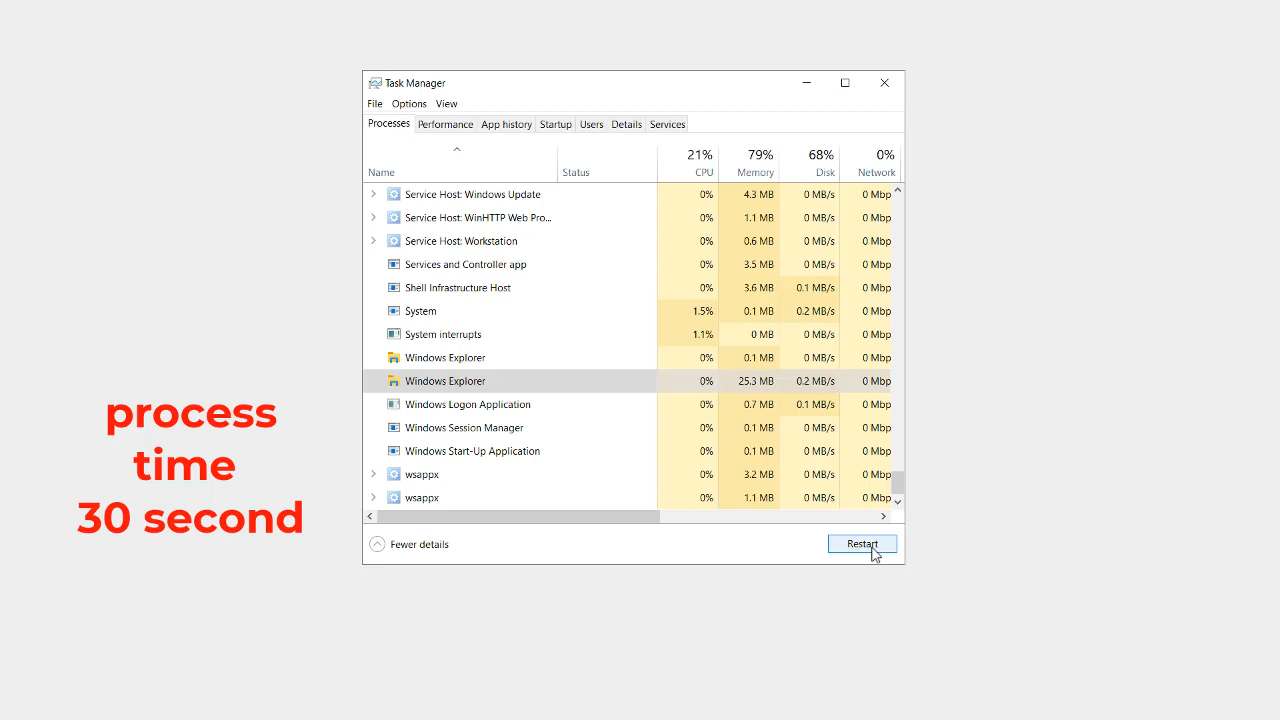 Task Manager
File Options View
Processes Performance App history Startup Users Details Services
21% 79% 68% 0%
Name Status CPU Memory Disk Network
Service Host: Windows Update 0% 4.3 MB 0 MB/s 0 Mbp
Service Host: WinHTTP Web Pro... 0% 1.1 MB 0 MB/s 0 Mbp
Service Host: Workstation 0% 0.6 MB 0 MB/s 0 Mbp
Services and Controller app 0% 3.5 MB 0 MB/s 0 Mbp
Shell Infrastructure Host 0% 3.6 MB 0.1 MB/s 0 Mbp
System 1.5% 0.1 MB 0.2 MB/s 0 Mbp
System interrupts 1.1% 0 MB 0 MB/s 0 Mbp
Windows Explorer 0% 0.1 MB 0 MB/s 0 Mbp
Windows Explorer 0% 25.3 MB 0.2 MB/s 0 Mbp
Windows Logon Application 0% 0.7 MB 0.1 MB/s 0 Mbp
Windows Session Manager 0% 0.1 MB 0 MB/s 0 Mbp
Windows Start-Up Application 0% 0.1 MB 0 MB/s 0 Mbp
wsappx 0% 3.2 MB 0 MB/s 0 Mbp
wsappx 0% 1.1 MB 0 MB/s 0 Mbp
Fewer details Restart
process
time
30 second